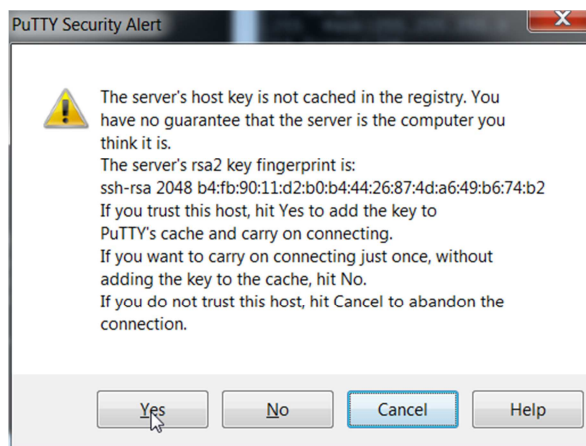 PuTTY Security Alert
The server's host key is not cached in the registry. You
have no guarantee that the server is the computer you
think it is.
The server's rsa2 key fingerprint is:
ssh-rsa 2048 b4:fb:90:11:d2:b0:b4:44:26:87:4d:a6:49:b6:74:b2
If you trust this host, hit Yes to add the key to
PuTTY's cache and carry on connecting.
If you want to carry on connecting just once, without
adding the key to the cache, hit No.
If you do not trust this host, hit Cancel to abandon the
connection.
Yes No Cancel Help